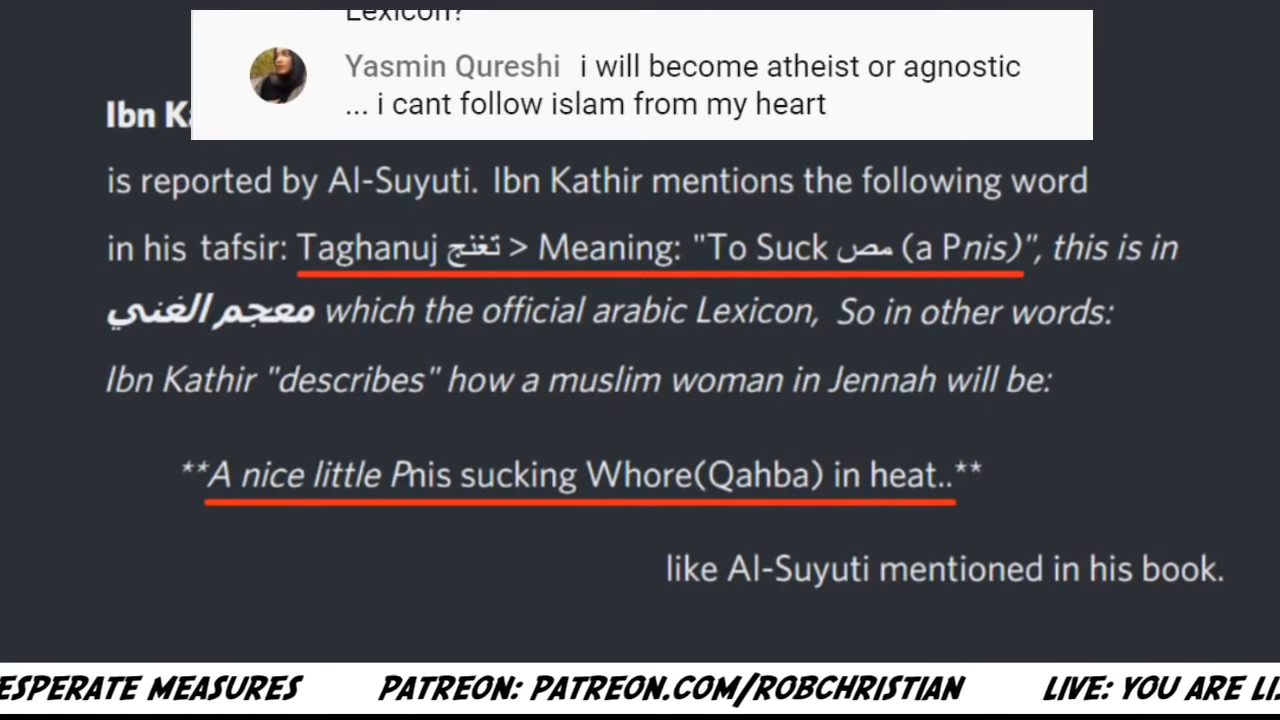 Lexicon?
Yasmin Qureshi i will become atheist or agnostic
... i cant follow islam from my heart
Ibn K
is reported by Al-Suyuti. Ibn Kathir mentions the following word
in his tafsir: Taghanuj تغنج > Meaning: "To Suck مص (a Pnis)", this is in
معجم الغني which the official arabic Lexicon, So in other words:
Ibn Kathir "describes" how a muslim woman in Jennah will be:
**A nice little Pnis sucking Whore(Qahba) in heat..**
like Al-Suyuti mentioned in his book.
ESPERATE MEASURES PATREON: PATREON.COM/ROBCHRISTIAN LIVE: YOU ARE LI